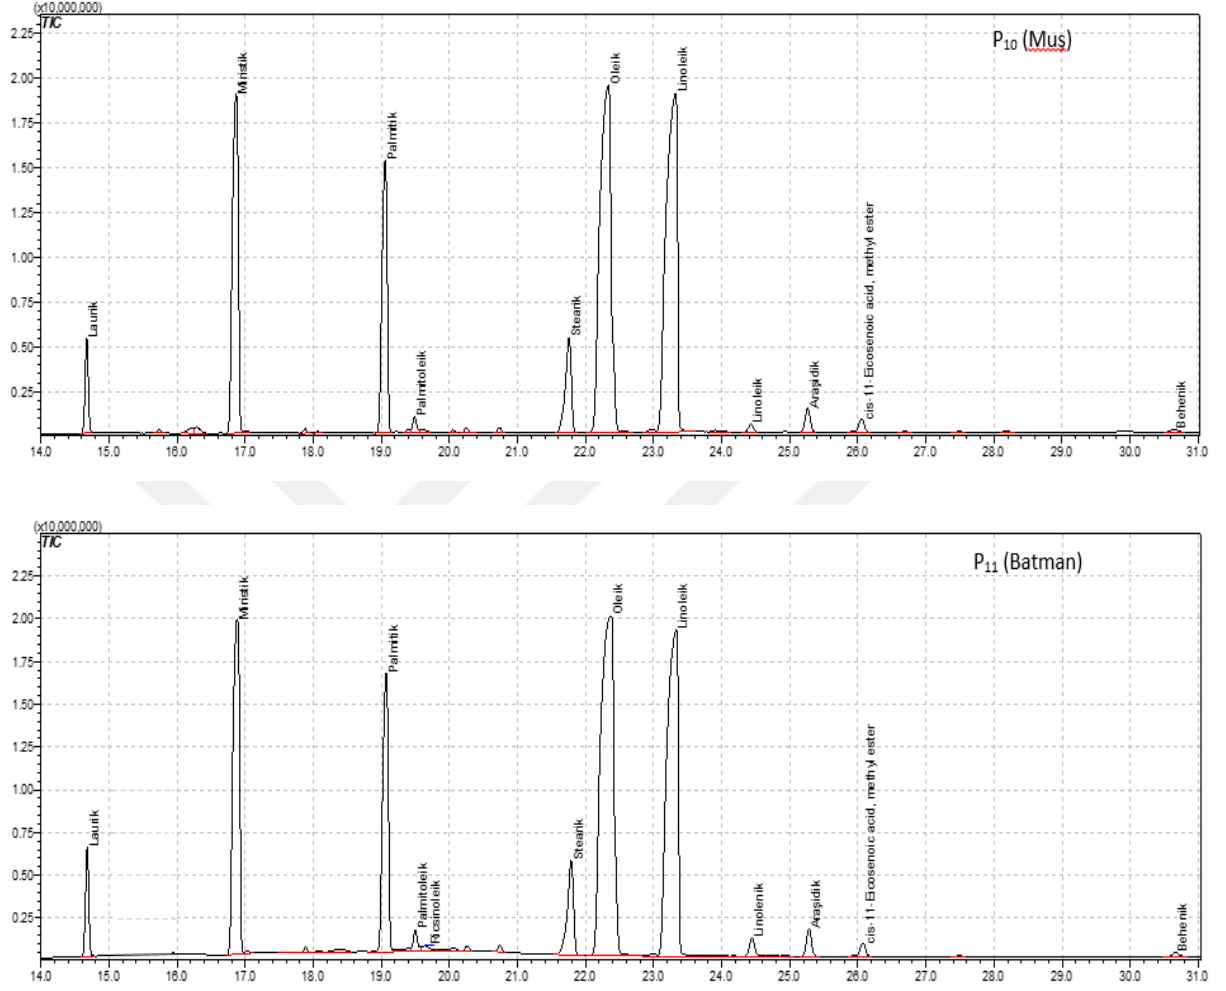 (x10,000,000)
TIC
P10 (Muş)
2.25
2.00
1.75
1.50
1.25
1.00
0.75
0.50
0.25
Laurik
Miristik
Palmitik
Palmitoleik
Stearik
Oleik
Linoleik
Linoleik
Araşidik
cis-11-Eicosenoic acid, methyl ester
Behenik
14.0 15.0 16.0 17.0 18.0 19.0 20.0 21.0 22.0 23.0 24.0 25.0 26.0 27.0 28.0 29.0 30.0 31.0
(x10,000,000)
TIC
P11 (Batman)
2.25
2.00
1.75
1.50
1.25
1.00
0.75
0.50
0.25
Laurik
Miristik
Palmitik
Palmitoleik
Ricsinoleik
Stearik
Oleik
Linoleik
Linolenik
Araşidik
cis-11-Eicosenoic acid, methyl ester
Behenik
14.0 15.0 16.0 17.0 18.0 19.0 20.0 21.0 22.0 23.0 24.0 25.0 26.0 27.0 28.0 29.0 30.0 31.0